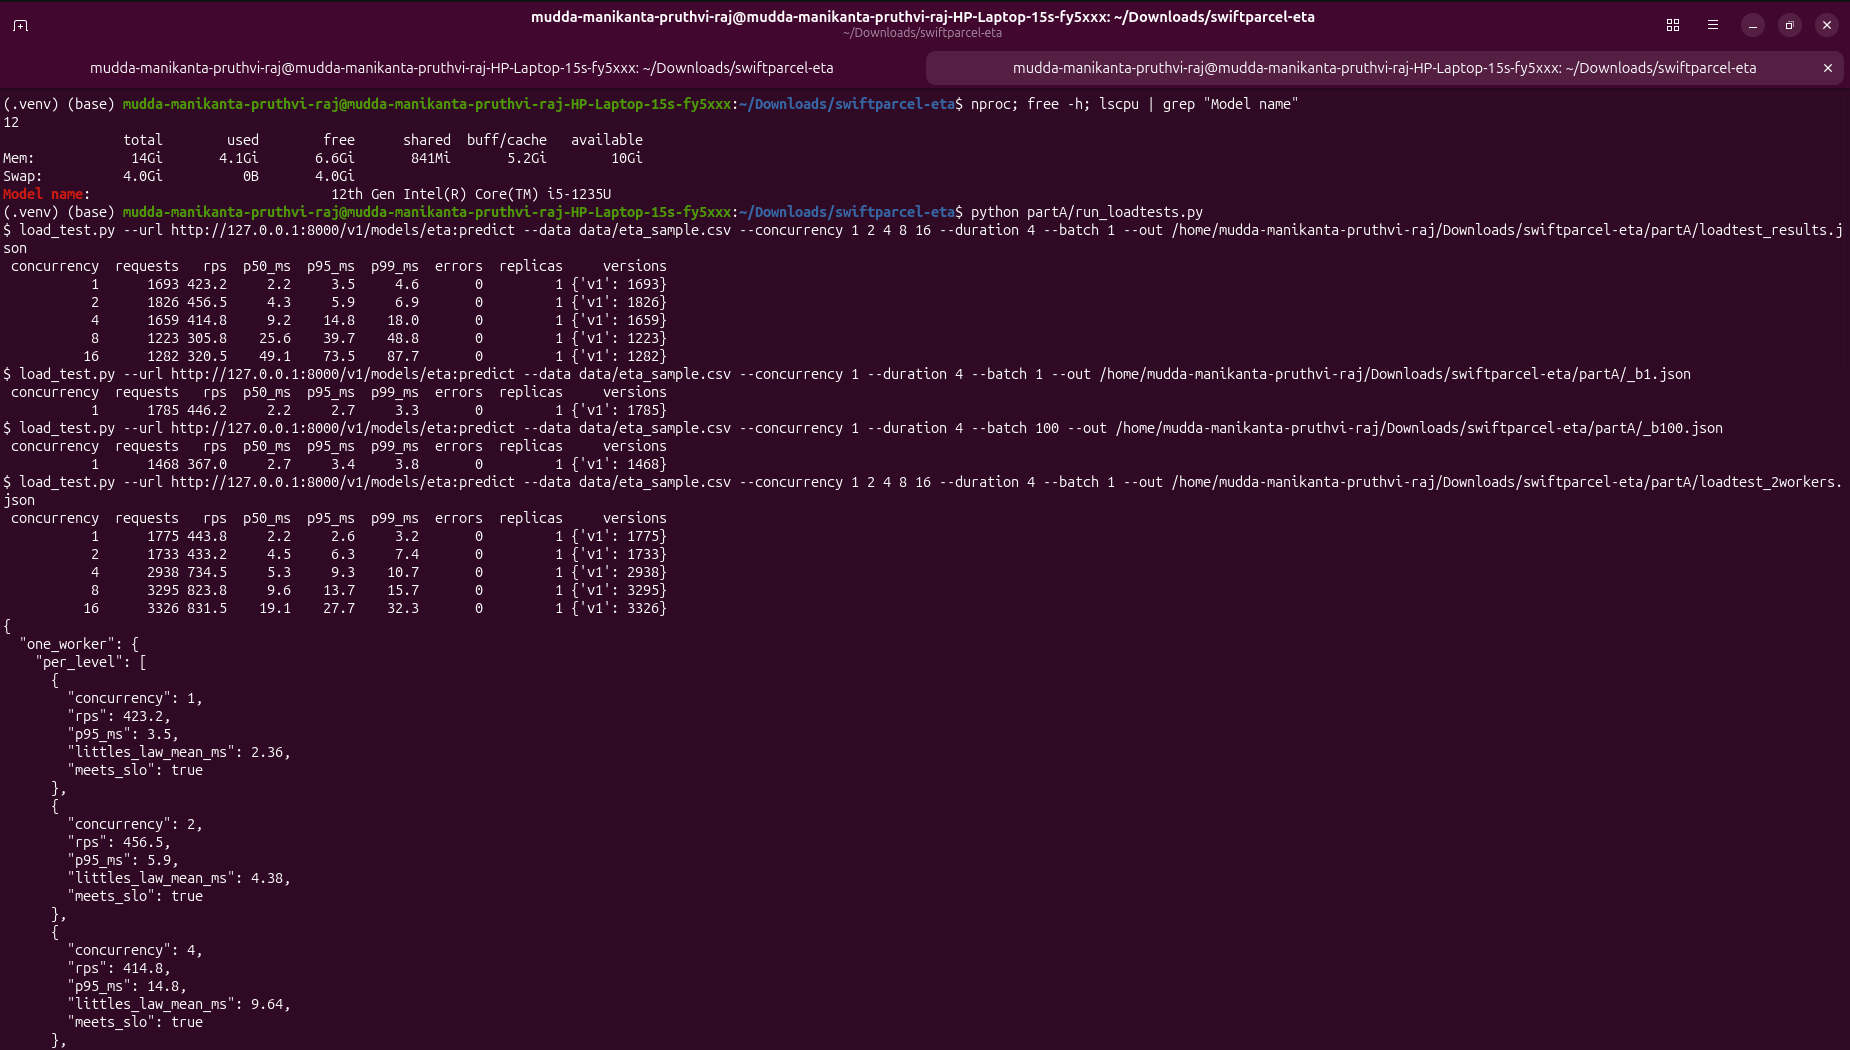 mudda-manikanta-pruthvi-raj@mudda-manikanta-pruthvi-raj-HP-Laptop-15s-fy5xxx: ~/Downloads/swiftparcel-eta
~/Downloads/swiftparcel-eta
mudda-manikanta-pruthvi-raj@mudda-manikanta-pruthvi-raj-HP-Laptop-15s-fy5xxx: ~/Downloads/swiftparcel-eta
mudda-manikanta-pruthvi-raj@mudda-manikanta-pruthvi-raj-HP-Laptop-15s-fy5xxx: ~/Downloads/swiftparcel-eta
(.venv) (base) mudda-manikanta-pruthvi-raj@mudda-manikanta-pruthvi-raj-HP-Laptop-15s-fy5xxx:~/Downloads/swiftparcel-eta$ nproc; free -h; lscpu | grep "Model name"
12
               total        used        free      shared  buff/cache   available
Mem:            14Gi       4.1Gi       6.6Gi       841Mi       5.2Gi        10Gi
Swap:          4.0Gi          0B       4.0Gi
Model name:                              12th Gen Intel(R) Core(TM) i5-1235U
(.venv) (base) mudda-manikanta-pruthvi-raj@mudda-manikanta-pruthvi-raj-HP-Laptop-15s-fy5xxx:~/Downloads/swiftparcel-eta$ python partA/run_loadtests.py
$ load_test.py --url http://127.0.0.1:8000/v1/models/eta:predict --data data/eta_sample.csv --concurrency 1 2 4 8 16 --duration 4 --batch 1 --out /home/mudda-manikanta-pruthvi-raj/Downloads/swiftparcel-eta/partA/loadtest_results.j
son
 concurrency  requests   rps  p50_ms  p95_ms  p99_ms  errors  replicas     versions
           1      1693 423.2     2.2     3.5     4.6       0         1 {'v1': 1693}
           2      1826 456.5     4.3     5.9     6.9       0         1 {'v1': 1826}
           4      1659 414.8     9.2    14.8    18.0       0         1 {'v1': 1659}
           8      1223 305.8    25.6    39.7    48.8       0         1 {'v1': 1223}
          16      1282 320.5    49.1    73.5    87.7       0         1 {'v1': 1282}
$ load_test.py --url http://127.0.0.1:8000/v1/models/eta:predict --data data/eta_sample.csv --concurrency 1 --duration 4 --batch 1 --out /home/mudda-manikanta-pruthvi-raj/Downloads/swiftparcel-eta/partA/_b1.json
 concurrency  requests   rps  p50_ms  p95_ms  p99_ms  errors  replicas     versions
           1      1785 446.2     2.2     2.7     3.3       0         1 {'v1': 1785}
$ load_test.py --url http://127.0.0.1:8000/v1/models/eta:predict --data data/eta_sample.csv --concurrency 1 --duration 4 --batch 100 --out /home/mudda-manikanta-pruthvi-raj/Downloads/swiftparcel-eta/partA/_b100.json
 concurrency  requests   rps  p50_ms  p95_ms  p99_ms  errors  replicas     versions
           1      1468 367.0     2.7     3.4     3.8       0         1 {'v1': 1468}
$ load_test.py --url http://127.0.0.1:8000/v1/models/eta:predict --data data/eta_sample.csv --concurrency 1 2 4 8 16 --duration 4 --batch 1 --out /home/mudda-manikanta-pruthvi-raj/Downloads/swiftparcel-eta/partA/loadtest_2workers.
json
 concurrency  requests   rps  p50_ms  p95_ms  p99_ms  errors  replicas     versions
           1      1775 443.8     2.2     2.6     3.2       0         1 {'v1': 1775}
           2      1733 433.2     4.5     6.3     7.4       0         1 {'v1': 1733}
           4      2938 734.5     5.3     9.3    10.7       0         1 {'v1': 2938}
           8      3295 823.8     9.6    13.7    15.7       0         1 {'v1': 3295}
          16      3326 831.5    19.1    27.7    32.3       0         1 {'v1': 3326}
{
  "one_worker": {
    "per_level": [
      {
        "concurrency": 1,
        "rps": 423.2,
        "p95_ms": 3.5,
        "littles_law_mean_ms": 2.36,
        "meets_slo": true
      },
      {
        "concurrency": 2,
        "rps": 456.5,
        "p95_ms": 5.9,
        "littles_law_mean_ms": 4.38,
        "meets_slo": true
      },
      {
        "concurrency": 4,
        "rps": 414.8,
        "p95_ms": 14.8,
        "littles_law_mean_ms": 9.64,
        "meets_slo": true
      },